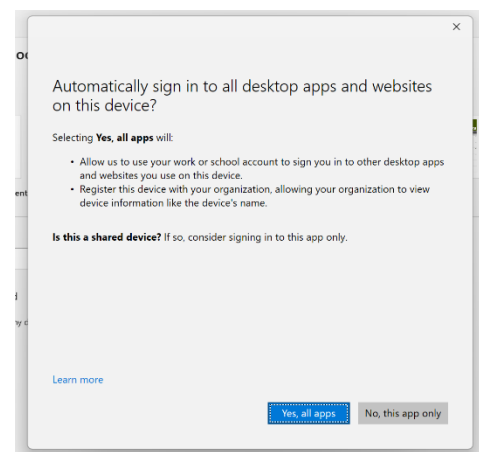 Automatically sign in to all desktop apps and websites
on this device?
Selecting Yes, all apps will:
• Allow us to use your work or school account to sign you in to other desktop apps
and websites you use on this device.
• Register this device with your organization, allowing your organization to view
device information like the device's name.
Is this a shared device? If so, consider signing in to this app only.
Learn more
Yes, all apps
No, this app only